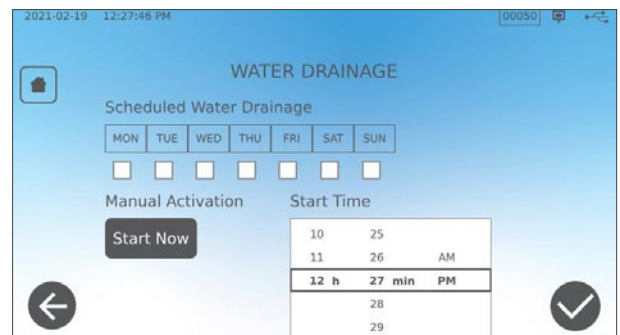 2021-02-19 12:27:46 PM 00050
WATER DRAINAGE
Scheduled Water Drainage
MON TUE WED THU FRI SAT SUN
Manual Activation Start Time
Start Now
10 25
11 26 AM
12 h 27 min PM
28
29